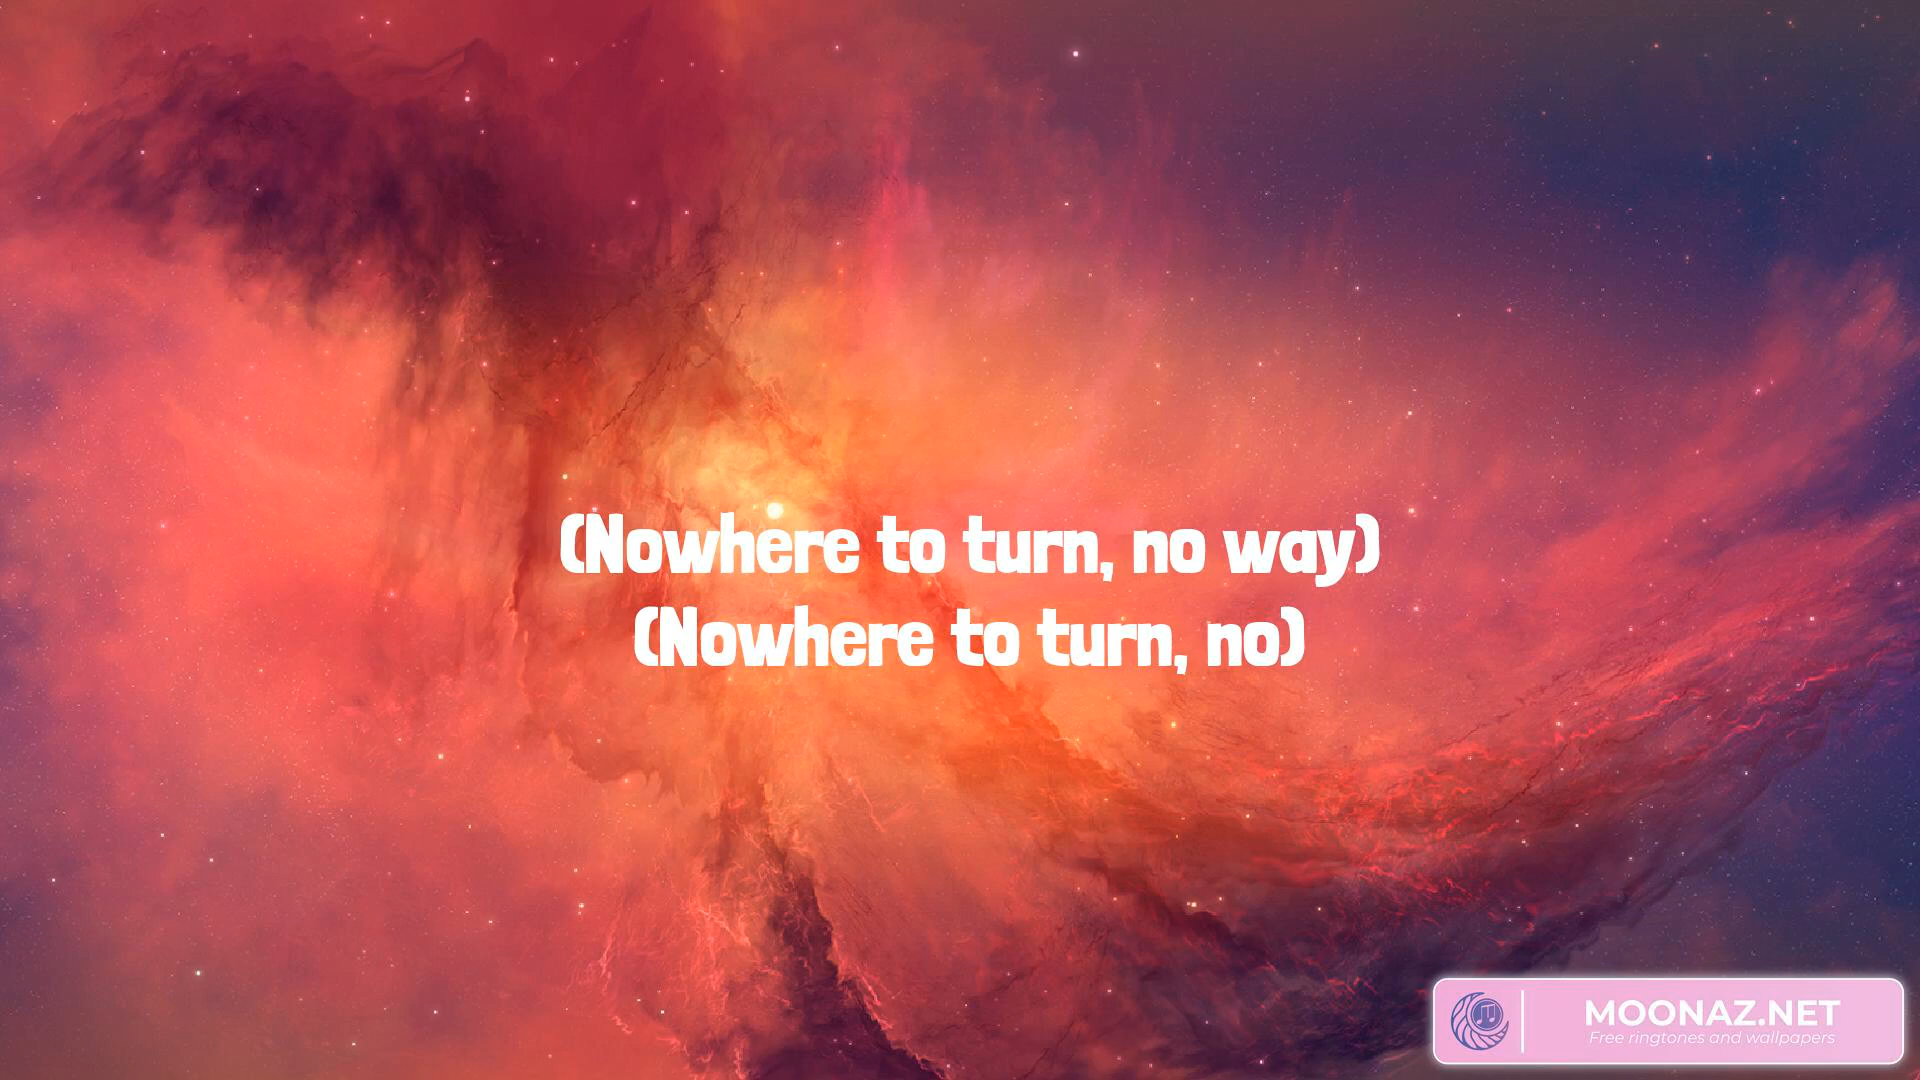 (Nowhere to turn, no way)
(Nowhere to turn, no)
MOONAZ.NET
Free ringtones and wallpapers